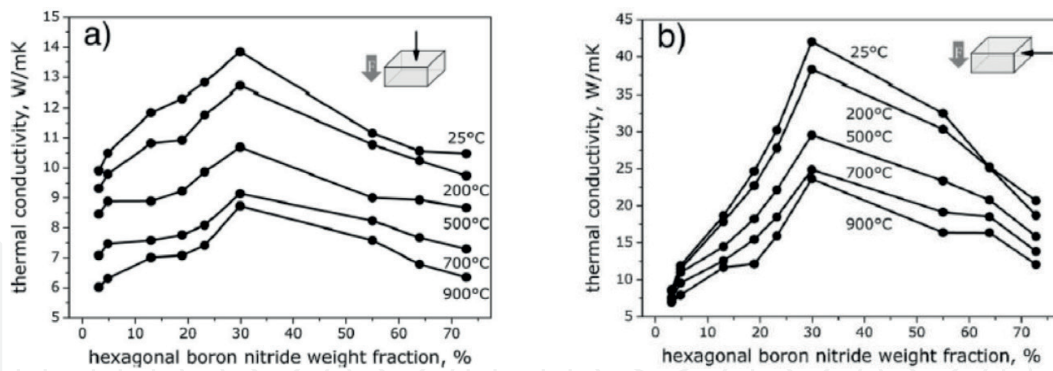 a)
thermal conductivity, W/mK
15
14
13
12
11
10
9
8
7
6
5
25°C
200°C
500°C
700°C
900°C
0 10 20 30 40 50 60 70
hexagonal boron nitride weight fraction, %
b)
thermal conductivity, W/mK
45
40
35
30
25
20
15
10
5
25°C
200°C
500°C
700°C
900°C
0 10 20 30 40 50 60 70
hexagonal boron nitride weight fraction, %